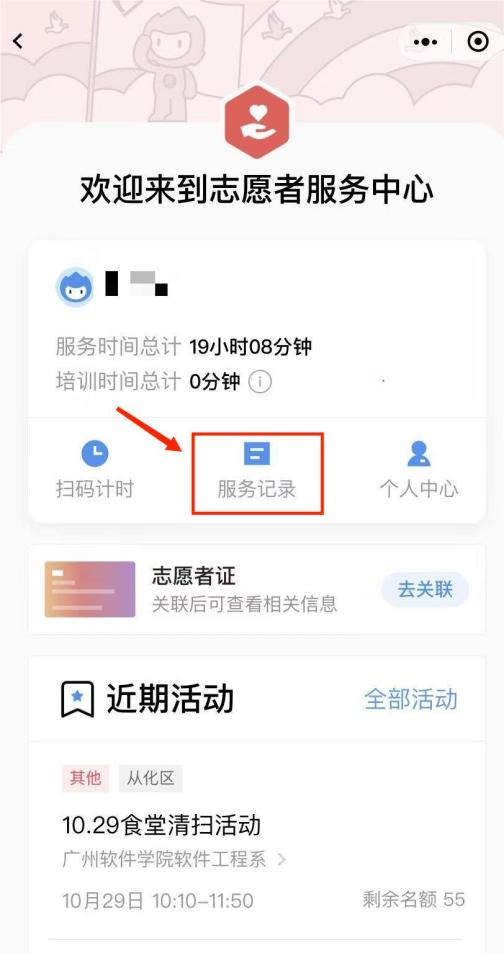 欢迎来到志愿者服务中心
服务时间总计 19小时08分钟
培训时间总计 0分钟
扫码计时 服务记录 个人中心
志愿者证
关联后可查看相关信息
去关联
近期活动 全部活动
其他 从化区
10.29食堂清扫活动
广州软件学院软件工程系
10月29日 10:10-11:50 剩余名额 55